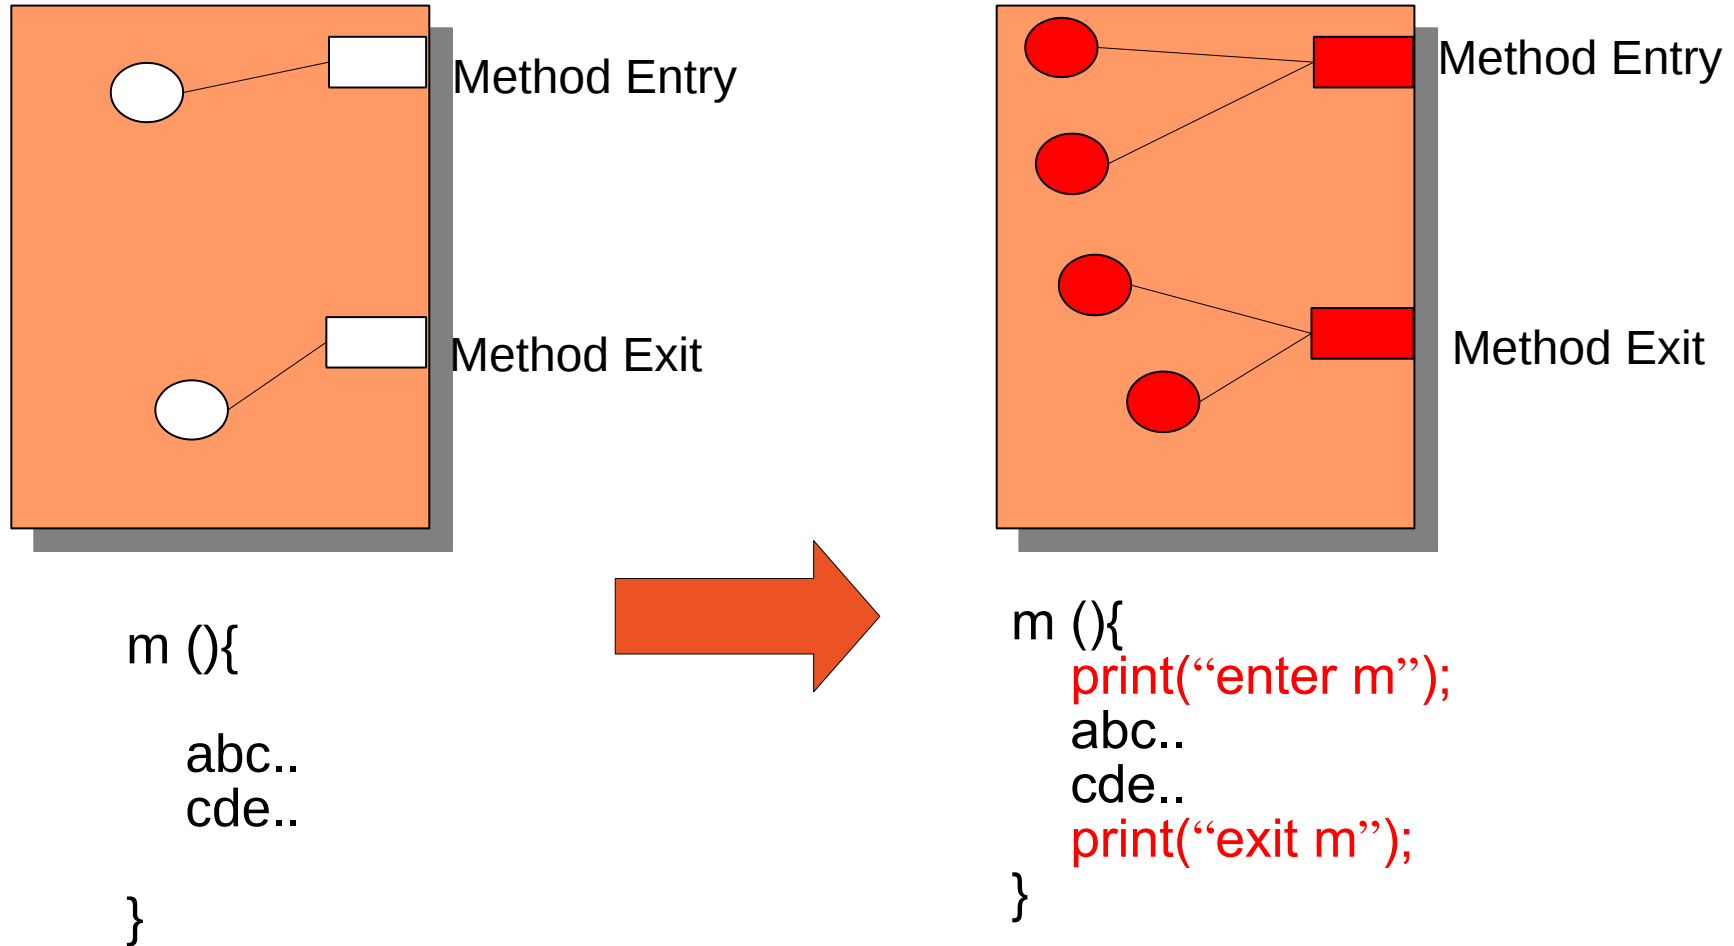 Method Entry
Method Exit
m (){
abc..
cde..
}
Method Entry
Method Exit
m (){
print(“enter m”);
abc..
cde..
print(“exit m”);
}